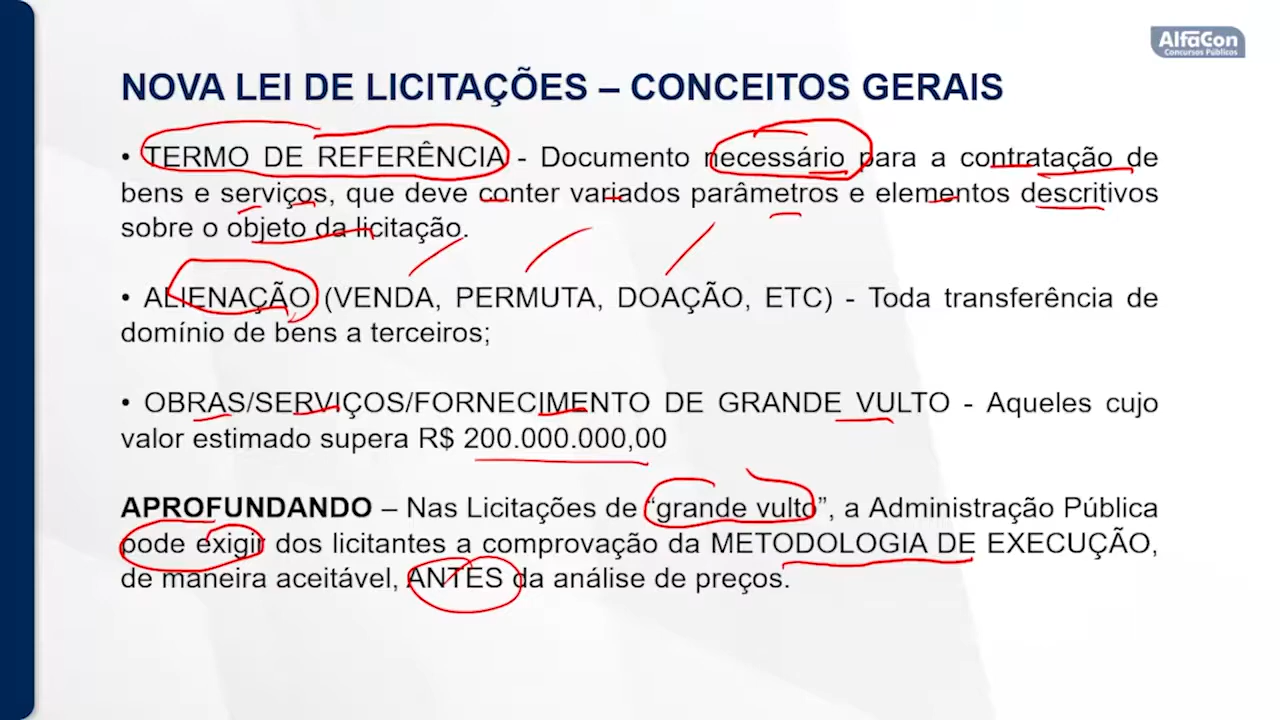 AlfaCon
Concursos Públicos
NOVA LEI DE LICITAÇÕES – CONCEITOS GERAIS
• TERMO DE REFERÊNCIA - Documento necessário para a contratação de
bens e serviços, que deve conter variados parâmetros e elementos descritivos
sobre o objeto da licitação.
• ALIENAÇÃO (VENDA, PERMUTA, DOAÇÃO, ETC) - Toda transferência de
domínio de bens a terceiros;
• OBRAS/SERVIÇOS/FORNECIMENTO DE GRANDE VULTO - Aqueles cujo
valor estimado supera R$ 200.000.000,00
APROFUNDANDO – Nas Licitações de “grande vulto”, a Administração Pública
pode exigir dos licitantes a comprovação da METODOLOGIA DE EXECUÇÃO,
de maneira aceitável, ANTES da análise de preços.